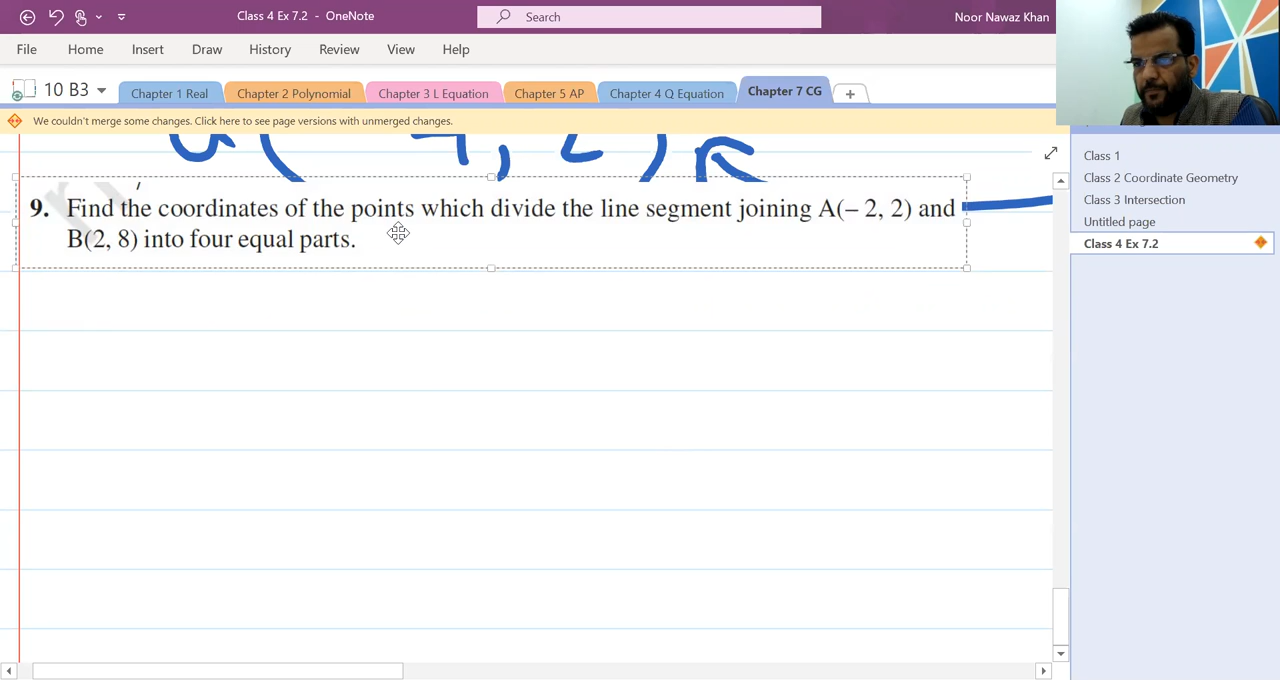 Class 4 Ex 7.2 - OneNote
Search
Noor Nawaz Khan
File Home Insert Draw History Review View Help
10 B3
Chapter 1 Real
Chapter 2 Polynomial
Chapter 3 L Equation
Chapter 5 AP
Chapter 4 Q Equation
Chapter 7 CG
We couldn't merge some changes. Click here to see page versions with unmerged changes.
9. Find the coordinates of the points which divide the line segment joining A(– 2, 2) and
B(2, 8) into four equal parts.
Class 1
Class 2 Coordinate Geometry
Class 3 Intersection
Untitled page
Class 4 Ex 7.2